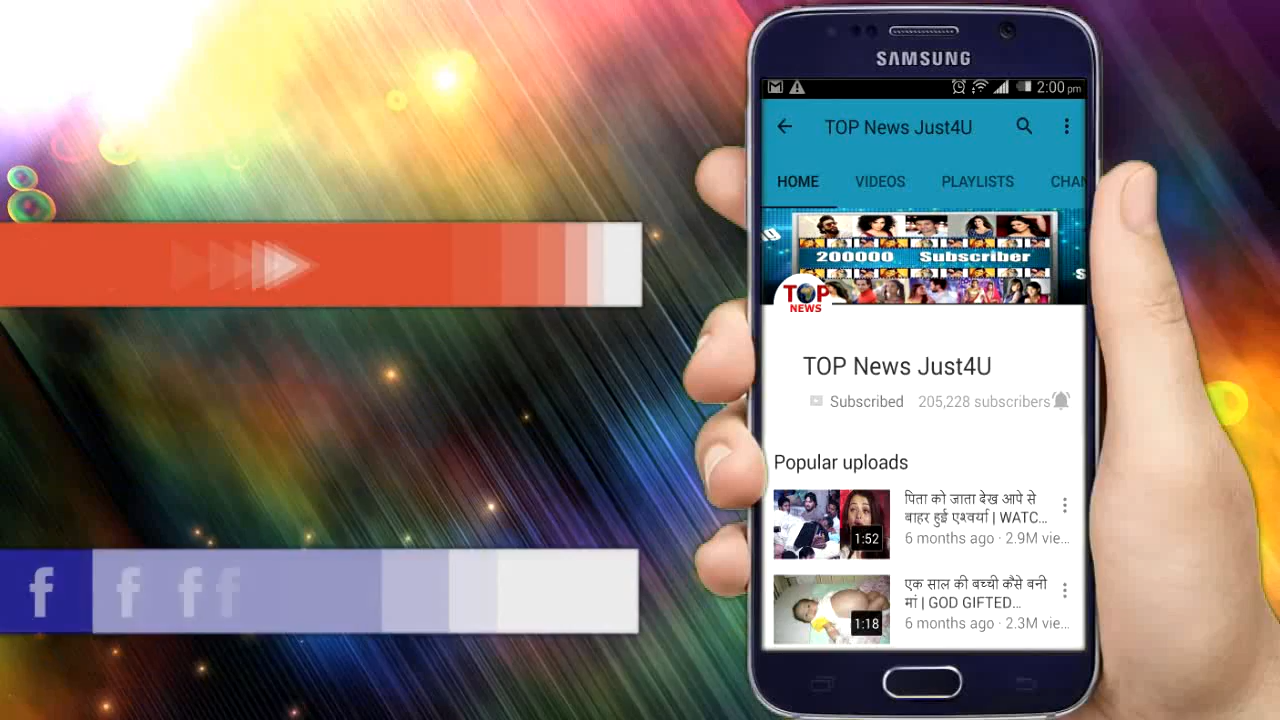 SAMSUNG
2:00 pm
TOP News Just4U
HOME VIDEOS PLAYLISTS CHAN
200000 Subscriber
TOP
NEWS
TOP News Just4U
Subscribed 205,228 subscribers
Popular uploads
पिता को जाता देख आपे से
बाहर हुई एश्वर्या | WATC...
1:52
6 months ago · 2.9M vie...
एक साल की बच्ची कैसे बनी
मां | GOD GIFTED...
1:18
6 months ago · 2.3M vie...
f f f f